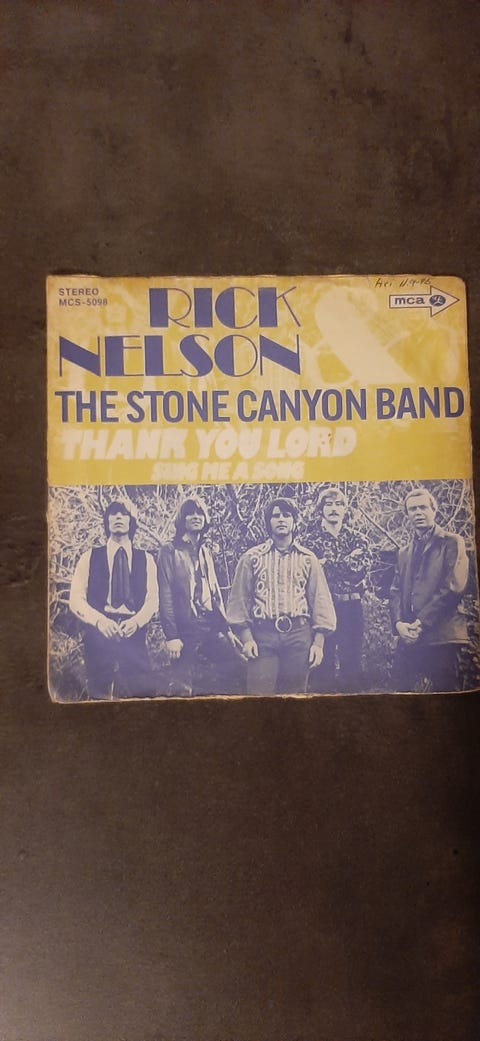 STEREO
MCS-5098
mca
RICK
NELSON
&
THE STONE CANYON BAND
THANK YOU LORD
SING ME A SONG